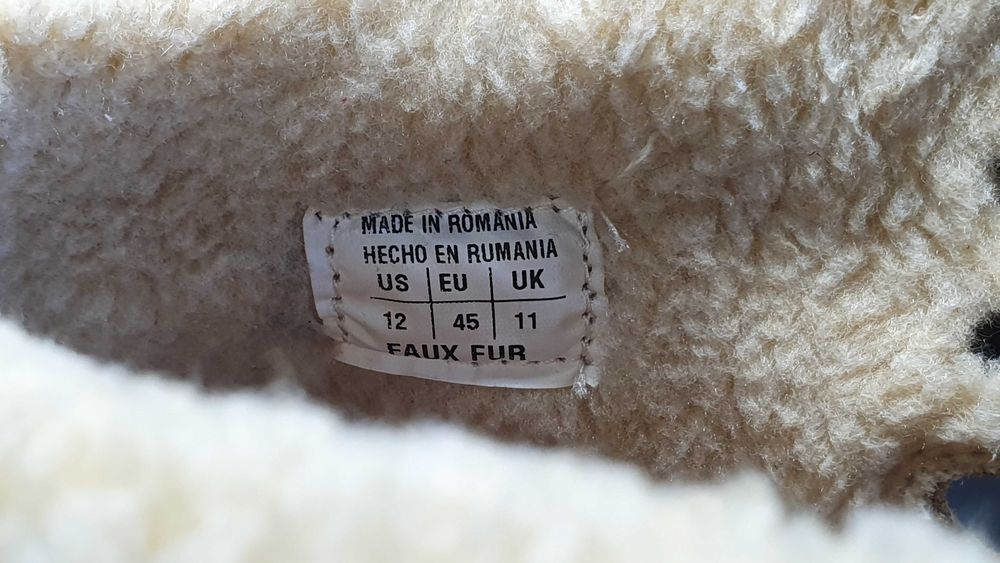 MADE IN ROMANIA
HECHO EN RUMANIA
US EU UK
12 45 11
FAUX FUR